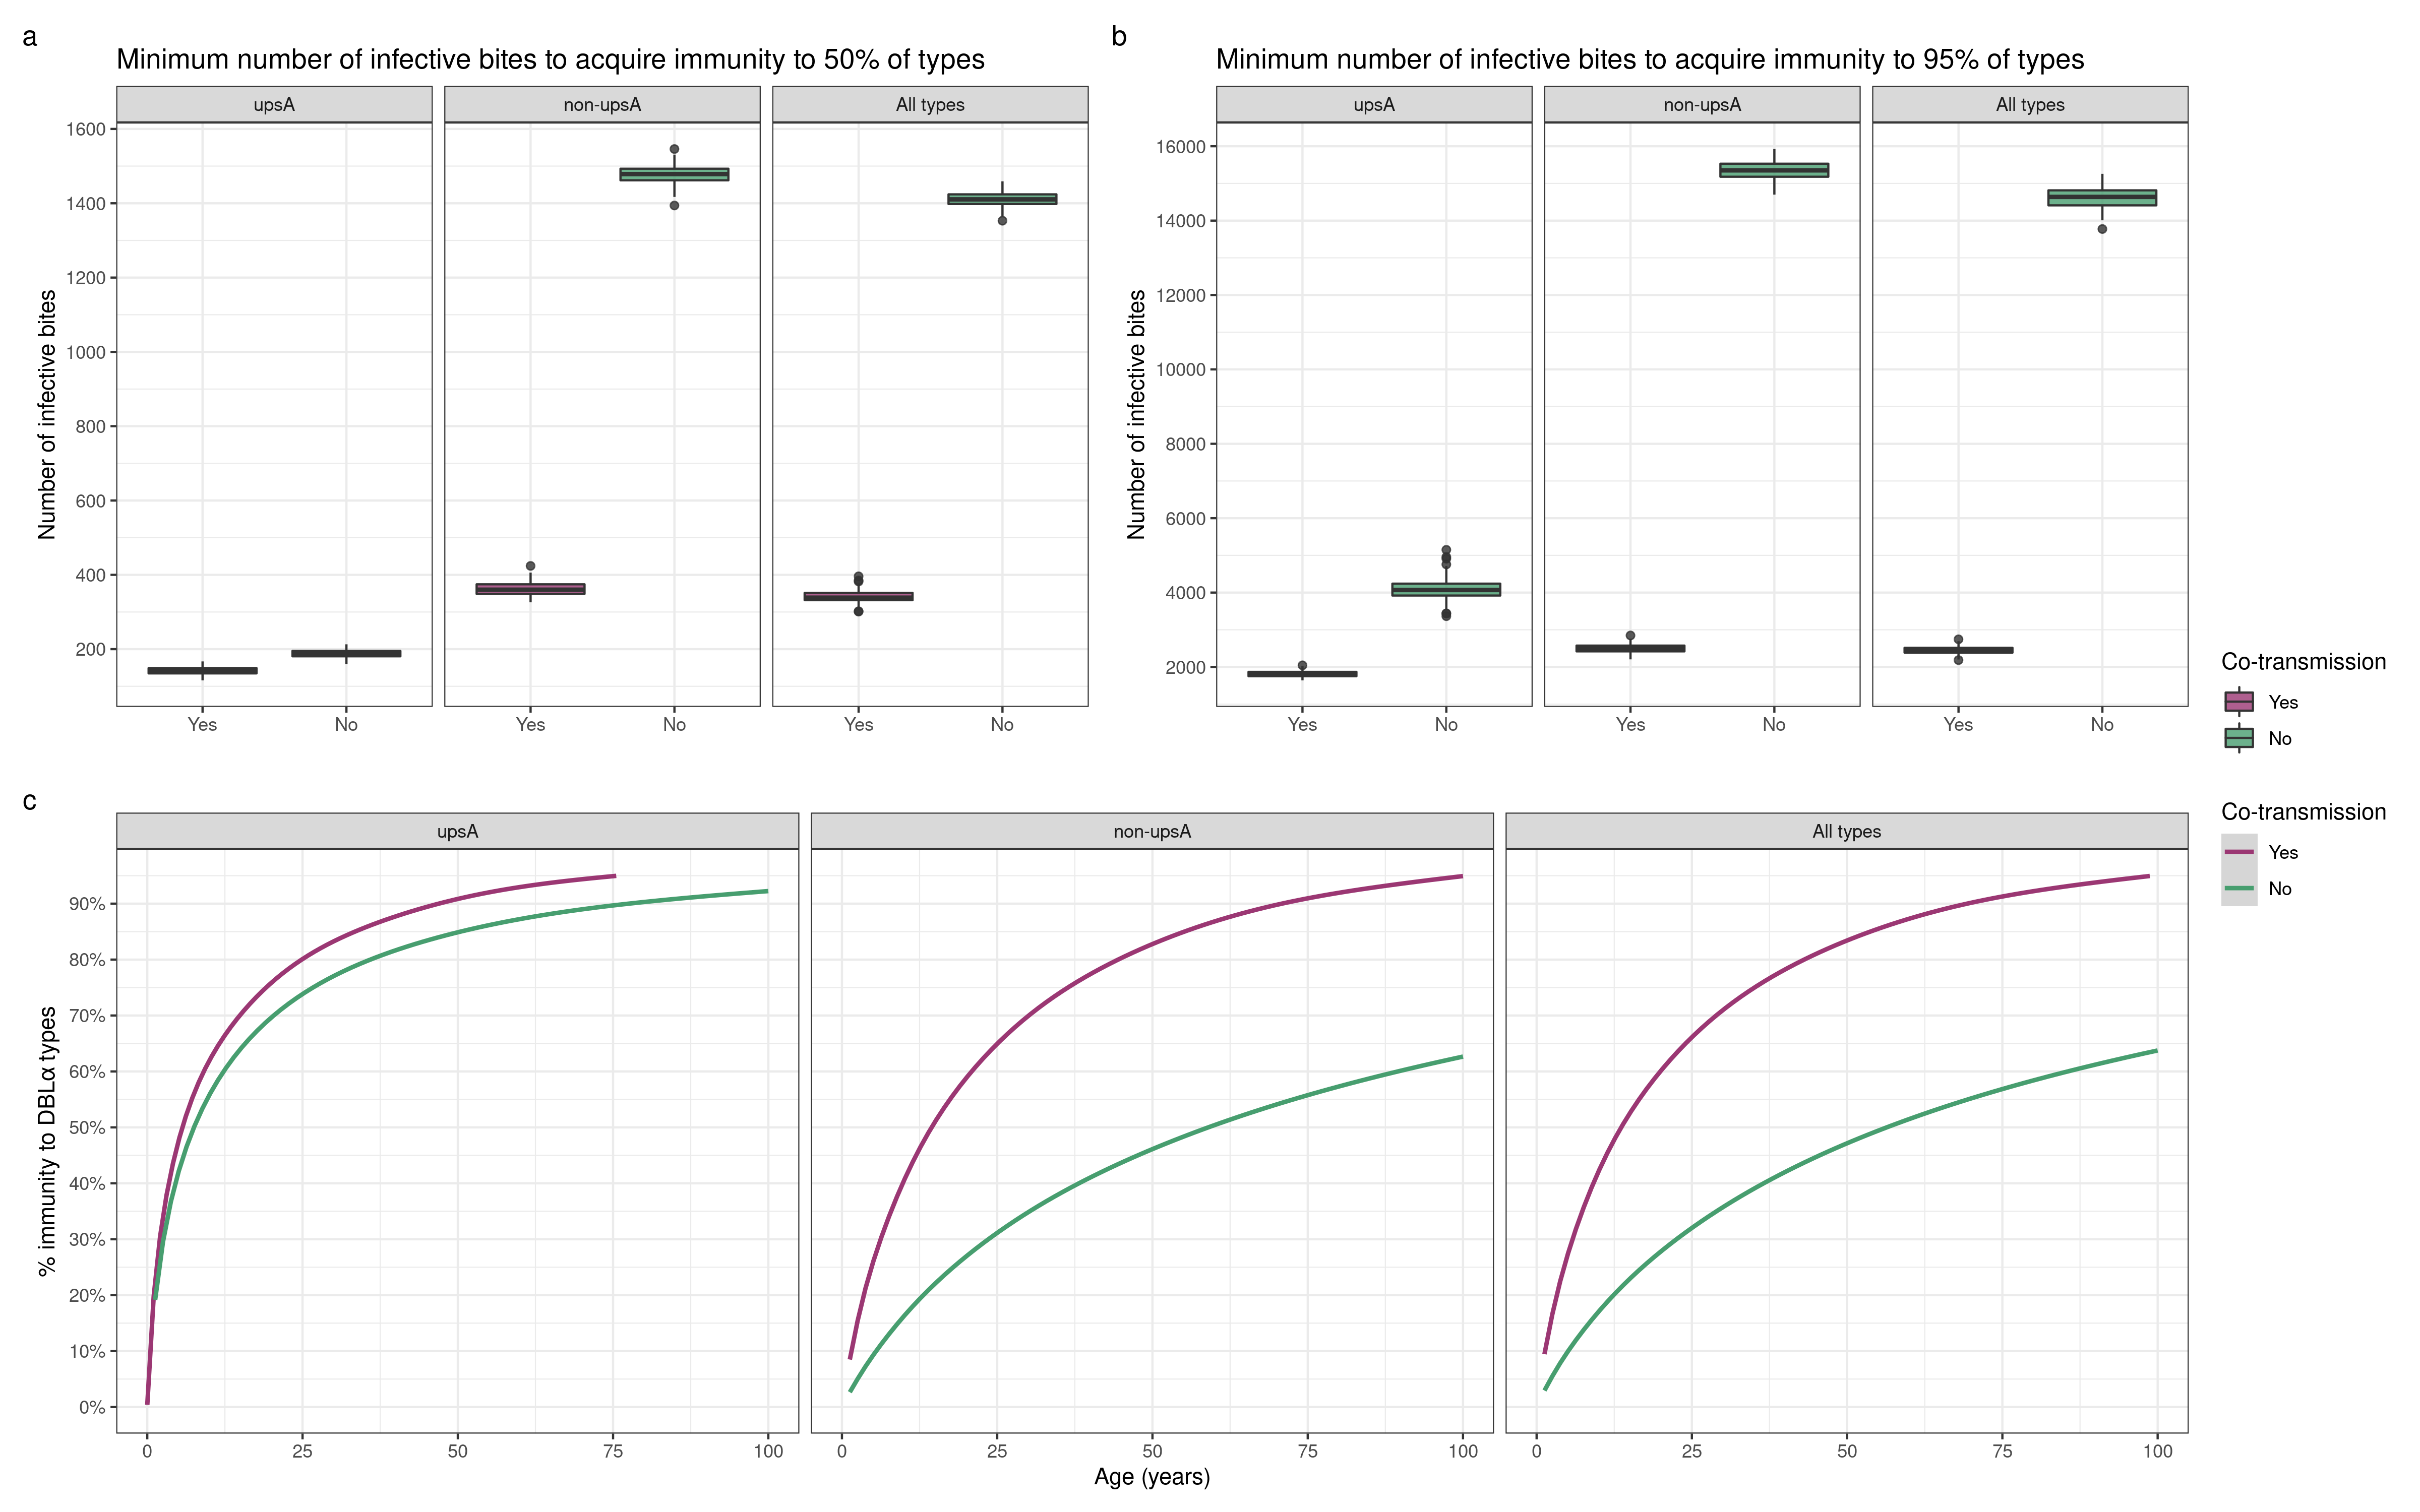 a
Minimum number of infective bites to acquire immunity to 50% of types
upsA
non-upsA
All types
Number of infective bites
1600
1400
1200
1000
800
600
400
200
Yes
No
Yes
No
Yes
No
b
Minimum number of infective bites to acquire immunity to 95% of types
upsA
non-upsA
All types
Number of infective bites
16000
14000
12000
10000
8000
6000
4000
2000
Yes
No
Yes
No
Yes
No
Co-transmission
Yes
No
c
upsA
non-upsA
All types
% immunity to DBLα types
90%
80%
70%
60%
50%
40%
30%
20%
10%
0%
0
25
50
75
100
0
25
50
75
100
0
25
50
75
100
Age (years)
Co-transmission
Yes
No